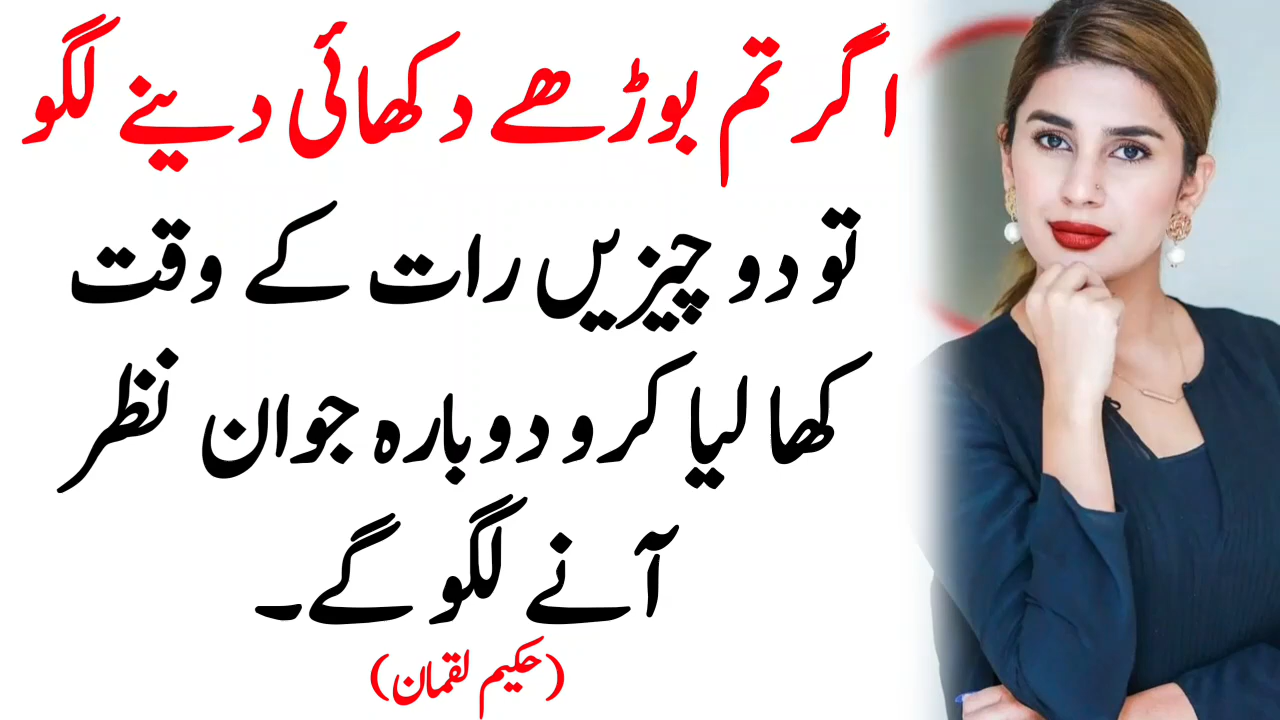 اگر تم بوڑھے دکھائی دینے لگو
تو دو چیزیں رات کے وقت
کھا لیا کرو دوبارہ جوان نظر
آنے لگو گے۔
(حکیم لقمان)